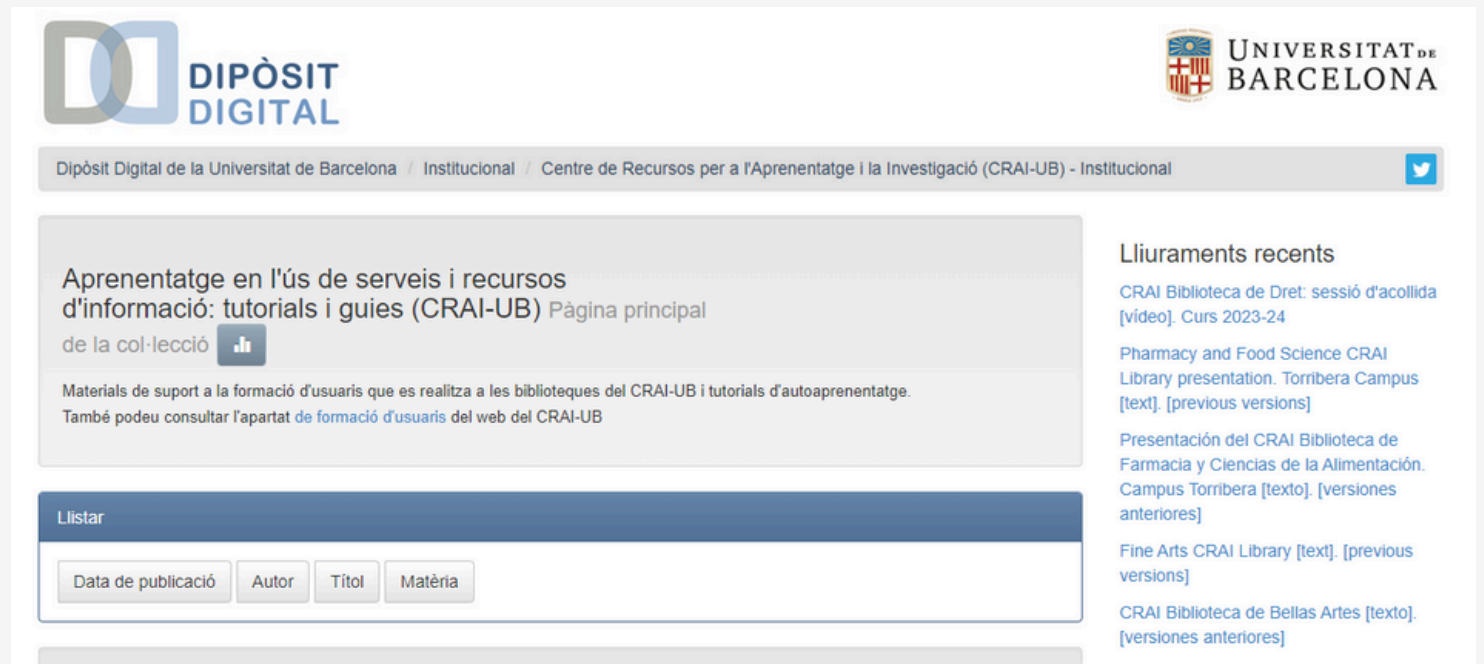 DIPÒSIT
DIGITAL
UNIVERSITAT DE
BARCELONA
Dipòsit Digital de la Universitat de Barcelona / Institucional / Centre de Recursos per a l'Aprenentatge i la Investigació (CRAI-UB) - Institucional
Aprenentatge en l'ús de serveis i recursos
d'informació: tutorials i guies (CRAI-UB) Pàgina principal
de la col·lecció
Materials de suport a la formació d'usuaris que es realitza a les biblioteques del CRAI-UB i tutorials d'autoaprenentatge.
També podeu consultar l'apartat de formació d'usuaris del web del CRAI-UB
Llistar
Data de publicació
Autor
Títol
Matèria
Lliuraments recents
CRAI Biblioteca de Dret: sessió d'acollida
[vídeo]. Curs 2023-24
Pharmacy and Food Science CRAI
Library presentation. Torribera Campus
[text]. [previous versions]
Presentación del CRAI Biblioteca de
Farmacia y Ciencias de la Alimentación.
Campus Torribera [texto]. [versiones
anteriores]
Fine Arts CRAI Library [text]. [previous
versions]
CRAI Biblioteca de Bellas Artes [texto].
[versiones anteriores]